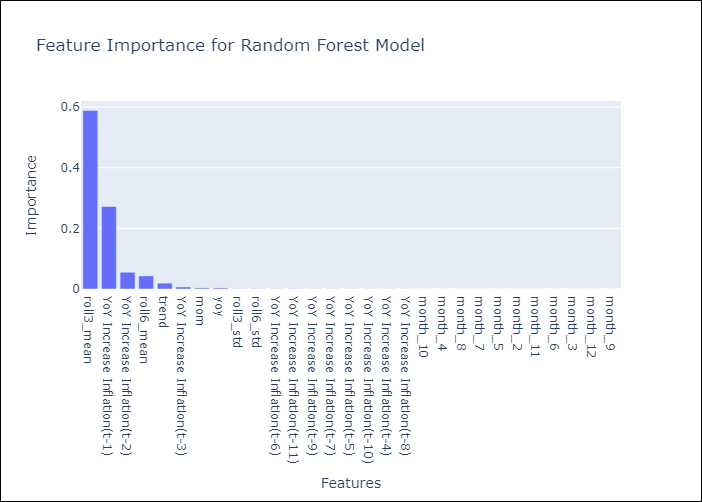 Feature Importance for Random Forest Model
0.6
0.4
0.2
0
Importance
roll3_mean
YoY Increase Inflation(t-1)
YoY Increase Inflation(t-2)
roll6_mean
trend
YoY Increase Inflation(t-3)
mom
yoy
roll3_std
roll6_std
YoY Increase Inflation(t-6)
YoY Increase Inflation(t-11)
YoY Increase Inflation(t-9)
YoY Increase Inflation(t-7)
YoY Increase Inflation(t-5)
YoY Increase Inflation(t-10)
YoY Increase Inflation(t-4)
YoY Increase Inflation(t-8)
month_10
month_4
month_8
month_7
month_5
month_2
month_11
month_6
month_3
month_12
month_9
Features